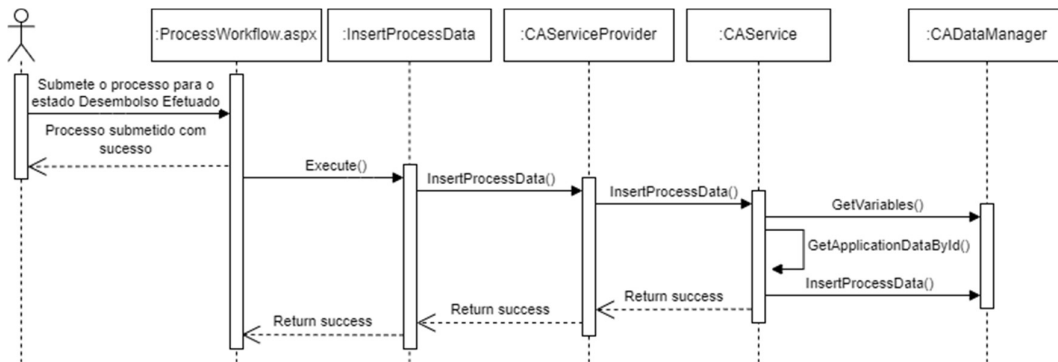 :ProcessWorkflow.aspx
:InsertProcessData
:CAServiceProvider
:CAService
:CADataManager
Submete o processo para o
estado Desembolso Efetuado
Processo submetido com
sucesso
Execute()
InsertProcessData()
InsertProcessData()
GetVariables()
GetApplicationDataById()
InsertProcessData()
Return success
Return success
Return success